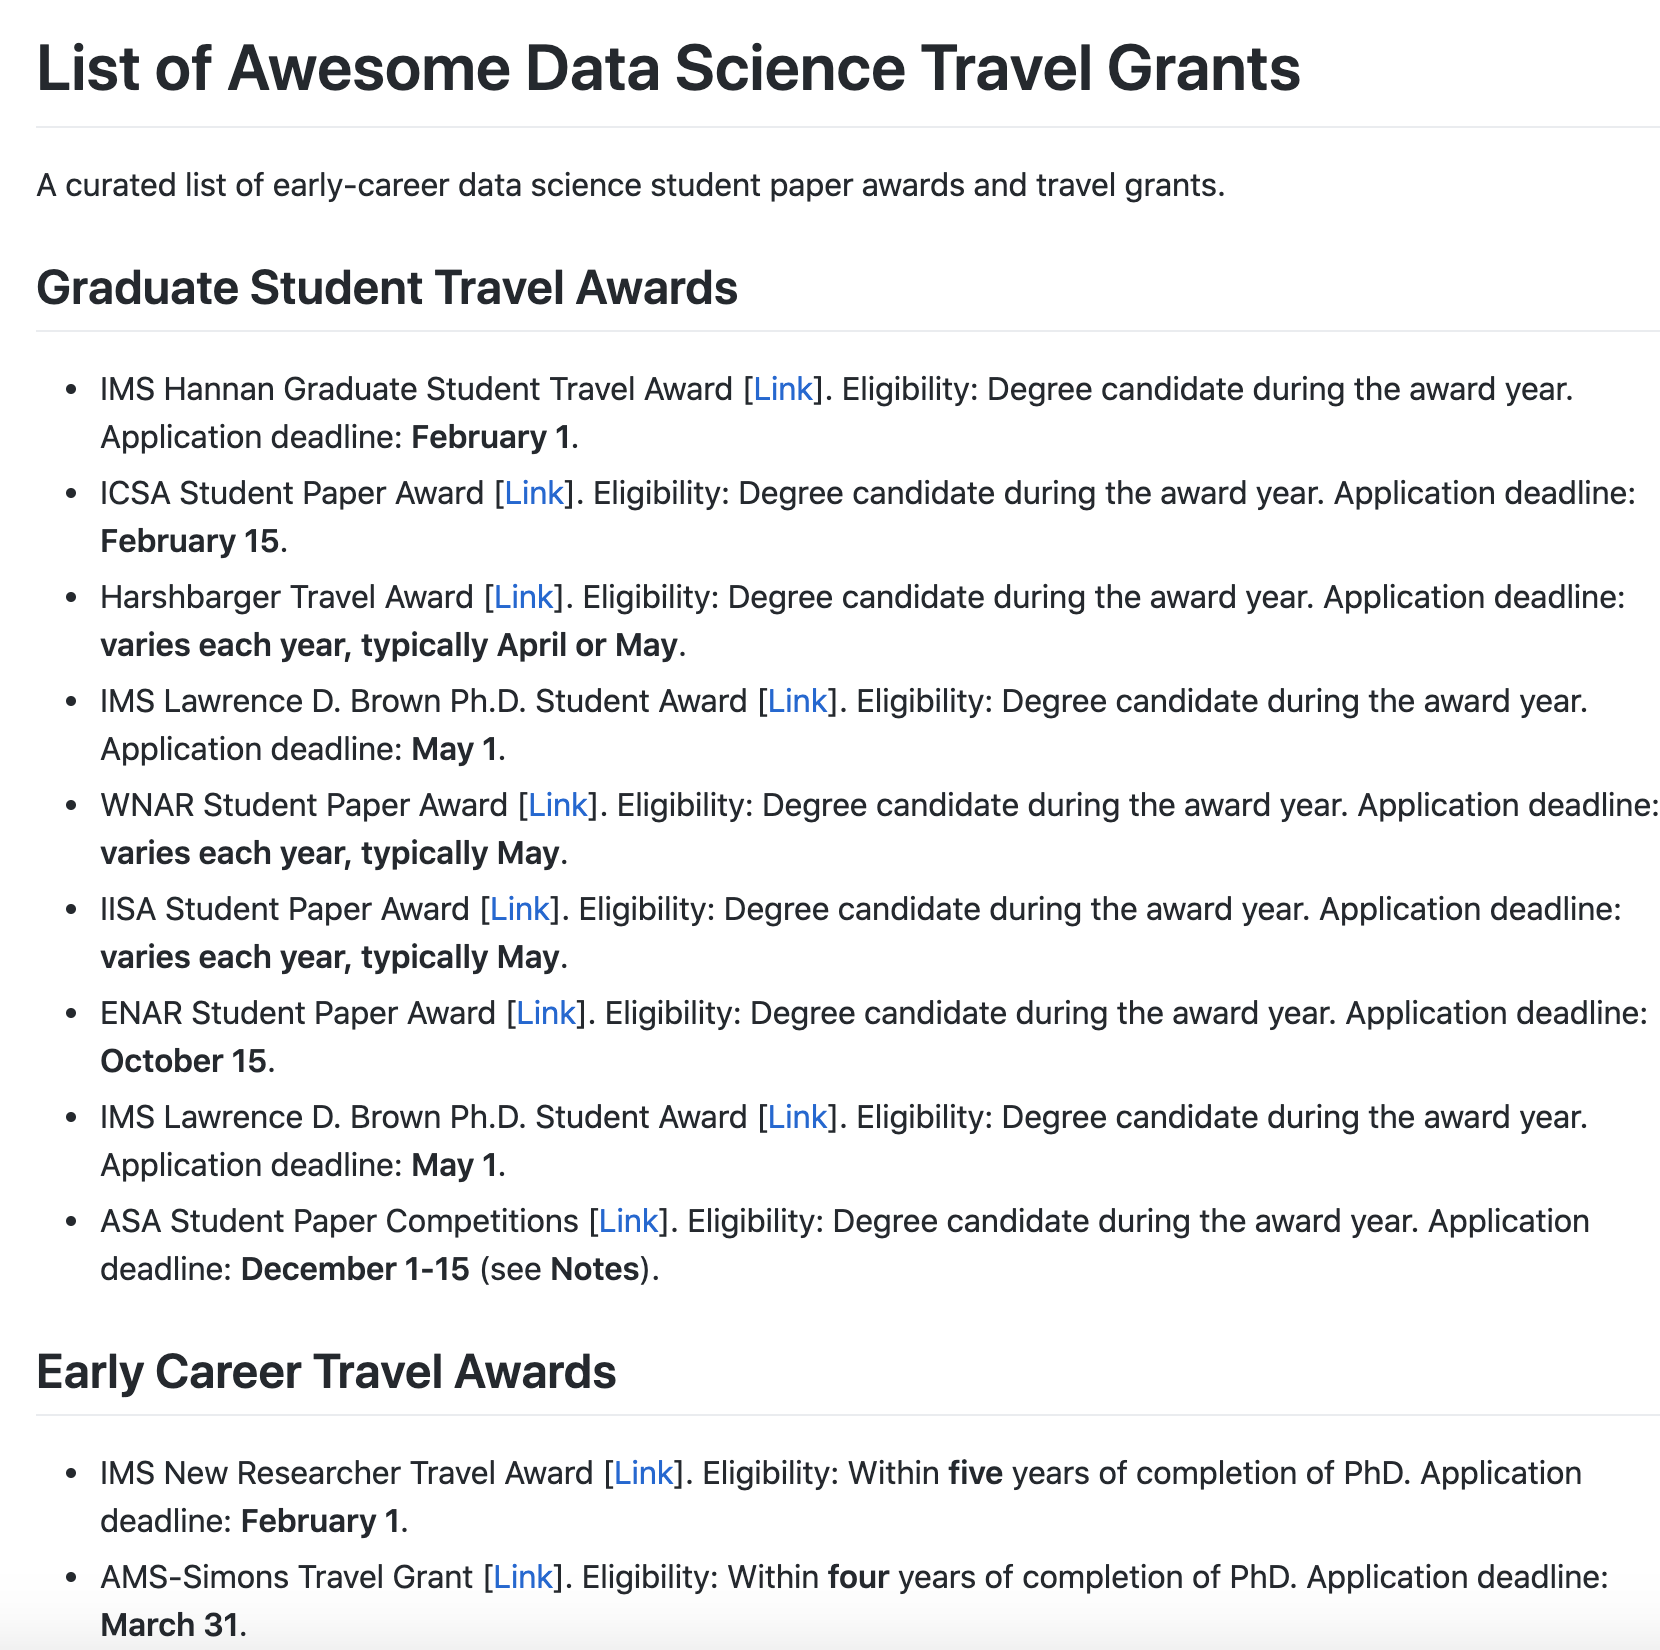 List of Awesome Data Science Travel Grants
A curated list of early-career data science student paper awards and travel grants.
Graduate Student Travel Awards
• IMS Hannan Graduate Student Travel Award [Link]. Eligibility: Degree candidate during the award year.
Application deadline: February 1.
• ICSA Student Paper Award [Link]. Eligibility: Degree candidate during the award year. Application deadline:
February 15.
• Harshbarger Travel Award [Link]. Eligibility: Degree candidate during the award year. Application deadline:
varies each year, typically April or May.
• IMS Lawrence D. Brown Ph.D. Student Award [Link]. Eligibility: Degree candidate during the award year.
Application deadline: May 1.
• WNAR Student Paper Award [Link]. Eligibility: Degree candidate during the award year. Application deadline:
varies each year, typically May.
• IISA Student Paper Award [Link]. Eligibility: Degree candidate during the award year. Application deadline:
varies each year, typically May.
• ENAR Student Paper Award [Link]. Eligibility: Degree candidate during the award year. Application deadline:
October 15.
• IMS Lawrence D. Brown Ph.D. Student Award [Link]. Eligibility: Degree candidate during the award year.
Application deadline: May 1.
• ASA Student Paper Competitions [Link]. Eligibility: Degree candidate during the award year. Application
deadline: December 1-15 (see Notes).
Early Career Travel Awards
• IMS New Researcher Travel Award [Link]. Eligibility: Within five years of completion of PhD. Application
deadline: February 1.
• AMS-Simons Travel Grant [Link]. Eligibility: Within four years of completion of PhD. Application deadline:
March 31.